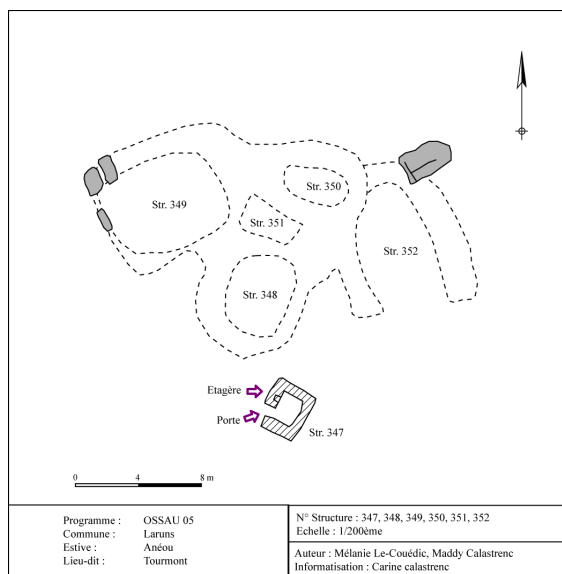 Str. 350
Str. 349
Str. 351
Str. 352
Str. 348
Etagère
Porte
Str. 347
0 4 8 m
Programme : OSSAU 05
Commune : Laruns
Estive : Anéou
Lieu-dit : Tourmont
N° Structure : 347, 348, 349, 350, 351, 352
Echelle : 1/200ème
Auteur : Mélanie Le-Couédic, Maddy Calastrenc
Informatisation : Carine calastrenc